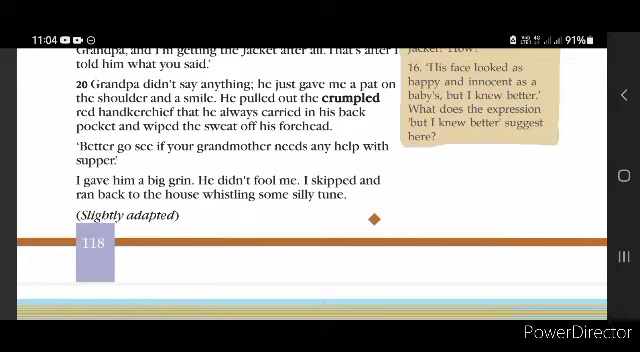 11:04
91%
Grandpa, and I'm getting the Jacket after all. That's after I
told him what you said.'
20 Grandpa didn't say anything; he just gave me a pat on
the shoulder and a smile. He pulled out the crumpled
red handkerchief that he always carried in his back
pocket and wiped the sweat off his forehead.
'Better go see if your grandmother needs any help with
supper.'
I gave him a big grin. He didn't fool me. I skipped and
ran back to the house whistling some silly tune.
(Slightly adapted)
118
jacket? How?
16. 'His face looked as
happy and innocent as a
baby's, but I knew better.'
What does the expression
'but I knew better' suggest
here?
PowerDirector